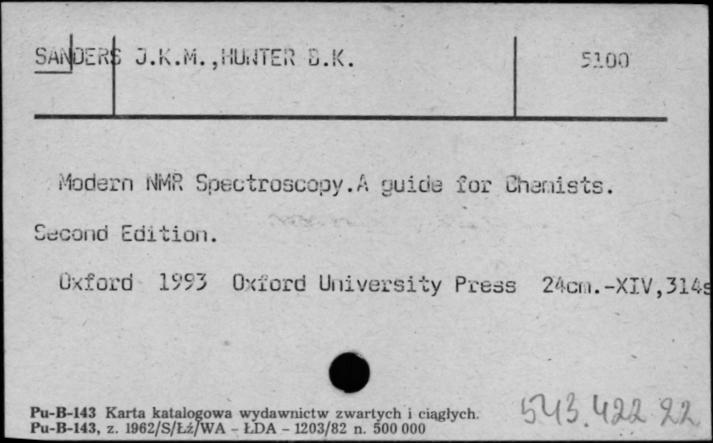 SANDERS J.K.M.,HUNTER B.K. 5100
Modern NMR Spectroscopy.A guide for Chemists.
Second Edition.
Oxford 1993 Oxford University Press 24cm.-XIV,314s
Pu-B-143 Karta katalogowa wydawnictw zwartych i ciągłych.
Pu-B-143, z. 1962/S/Łź/WA - ŁDA - 1203/82 n. 500 000
543.422 22